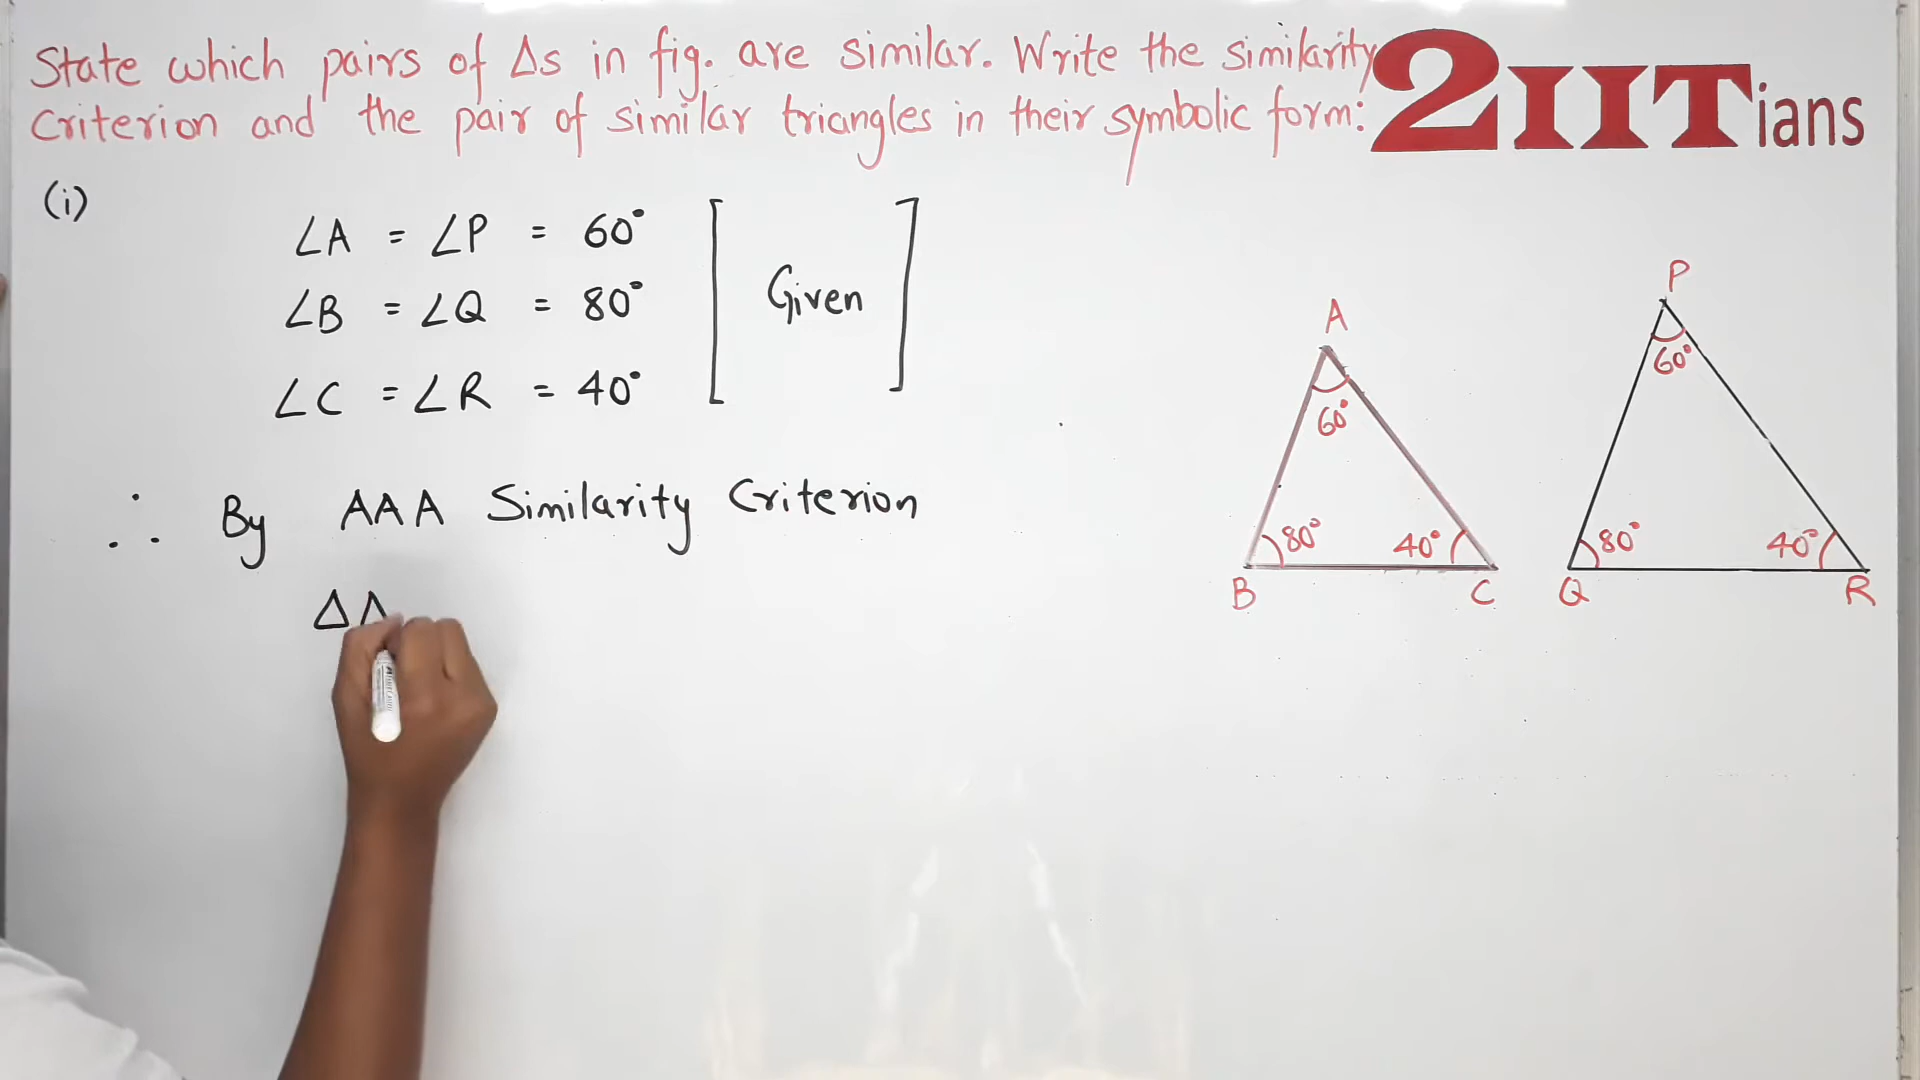 State which pairs of Δs in fig. are similar. Write the similarity
criterion and the pair of similar triangles in their symbolic form:
2IITians
(i)
∠A = ∠P = 60°
∠B = ∠Q = 80°
∠C = ∠R = 40°
[ Given ]
∴ By AAA Similarity Criterion
Δ
A
60°
80°
40°
B
C
P
60°
80°
40°
Q
R